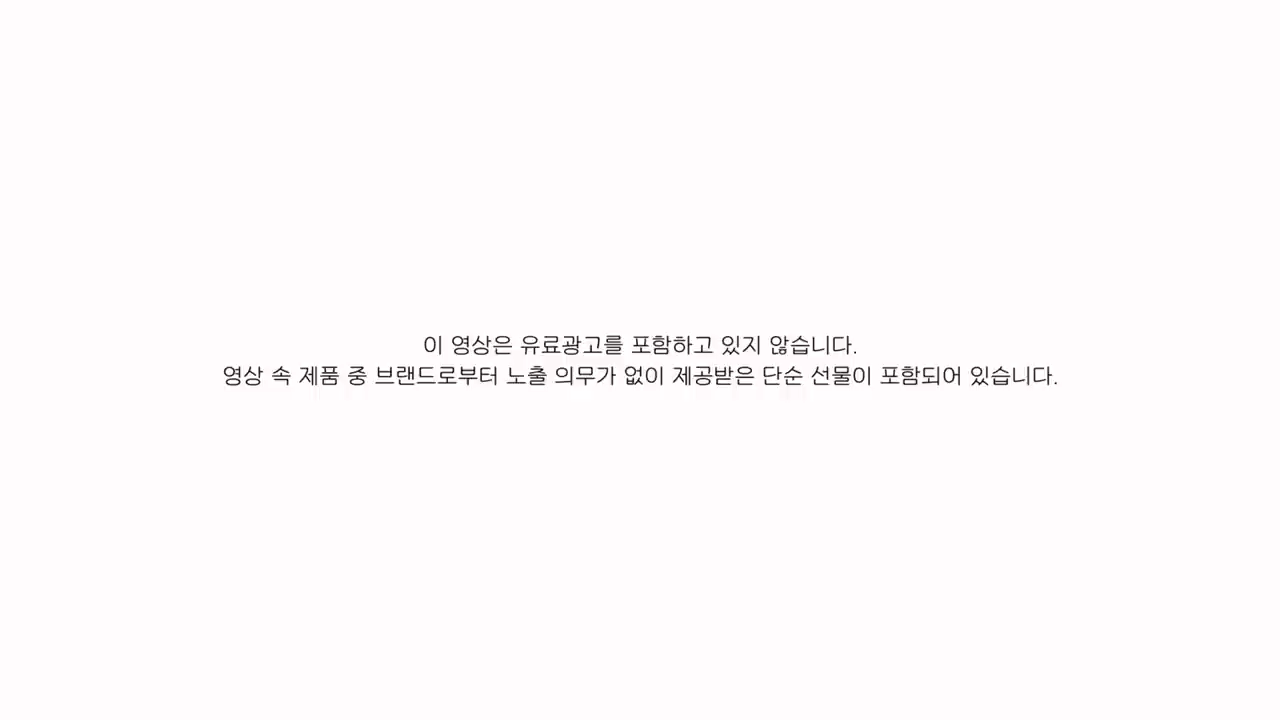 이 영상은 유료광고를 포함하고 있지 않습니다.
영상 속 제품 중 브랜드로부터 노출 의무가 없이 제공받은 단순 선물이 포함되어 있습니다.